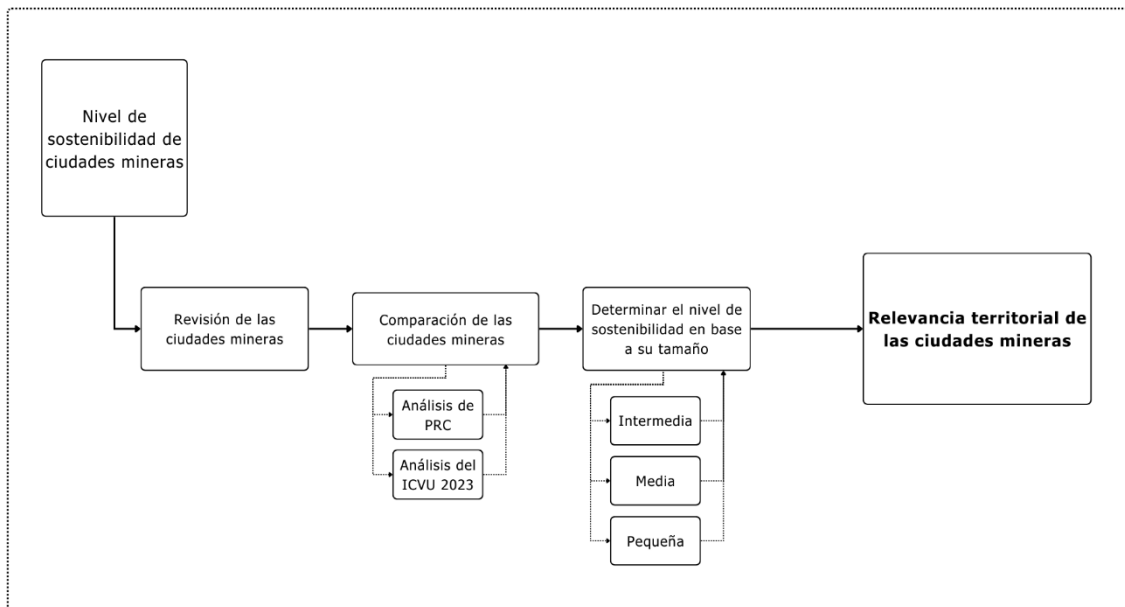 Nivel de
sostenibilidad de
ciudades mineras
Revisión de las
ciudades mineras
Comparación de las
ciudades mineras
Análisis de
PRC
Análisis del
ICVU 2023
Determinar el nivel de
sostenibilidad en base
a su tamaño
Intermedia
Media
Pequeña
Relevancia territorial de
las ciudades mineras